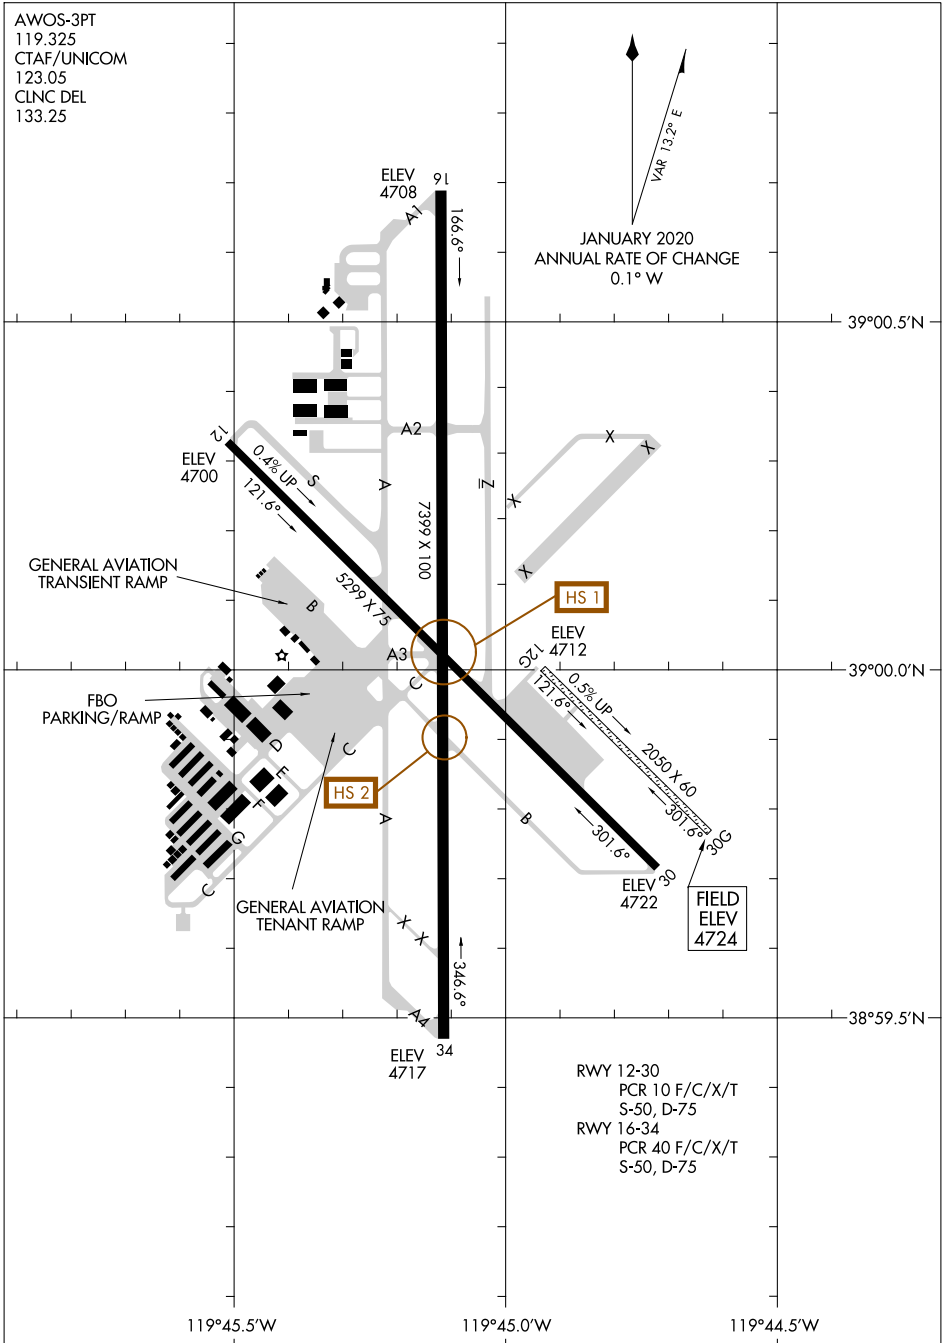 AWOS-3PT
119.325
CTAF/UNICOM
123.05
CLNC DEL
133.25
VAR 13.2° E
JANUARY 2020
ANNUAL RATE OF CHANGE
0.1° W
ELEV
4708
16
A1
166.6°
39°00.5'N
A2
X
X
X
X
12
ELEV
4700
0.4% UP
121.6°
S
A
Z
7399 X 100
5299 X 75
GENERAL AVIATION
TRANSIENT RAMP
B
HS 1
A3
C
ELEV
4712
12G
121.6°
0.5% UP
2050 X 60
301.6°
30G
39°00.0'N
FBO
PARKING/RAMP
D
E
F
G
C
C
HS 2
A
B
301.6°
30
ELEV
4722
FIELD
ELEV
4724
GENERAL AVIATION
TENANT RAMP
X
X
346.6°
A4
34
ELEV
4717
38°59.5'N
RWY 12-30
PCR 10 F/C/X/T
S-50, D-75
RWY 16-34
PCR 40 F/C/X/T
S-50, D-75
119°45.5'W
119°45.0'W
119°44.5'W